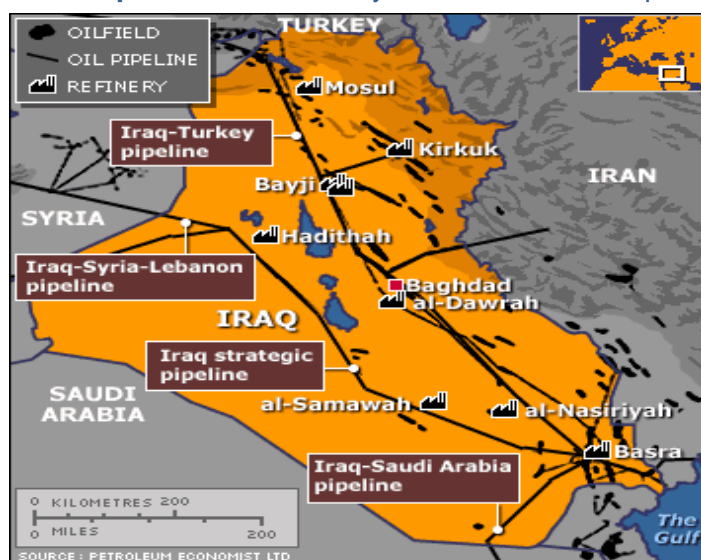 TURKEY
OILFIELD
OIL PIPELINE
REFINERY
Mosul
Iraq-Turkey
pipeline
Kirkuk
IRAN
Bayji
SYRIA
Hadithah
Iraq-Syria-Lebanon
pipeline
Baghdad
al-Dawrah
IRAQ
Iraq strategic
pipeline
SAUDI
ARABIA
al-Samawah
al-Nasiriyah
Basra
Iraq-Saudi Arabia
pipeline
0 KILOMETRES 200
0 MILES 200
The
Gulf
SOURCE : PETROLEUM ECONOMIST LTD